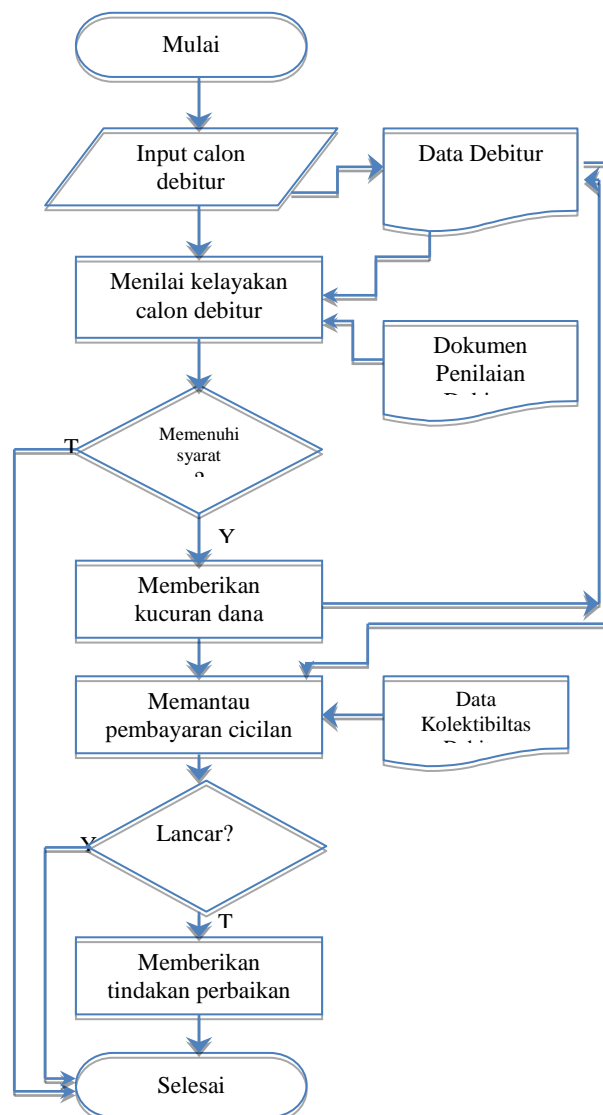 Mulai
Input calon
debitur
Data Debitur
Menilai kelayakan
calon debitur
Dokumen
Penilaian
Memenuhi
syarat
T
Y
Memberikan
kucuran dana
Memantau
pembayaran cicilan
Data
Kolektibiltas
Lancar?
Y
T
Memberikan
tindakan perbaikan
Selesai